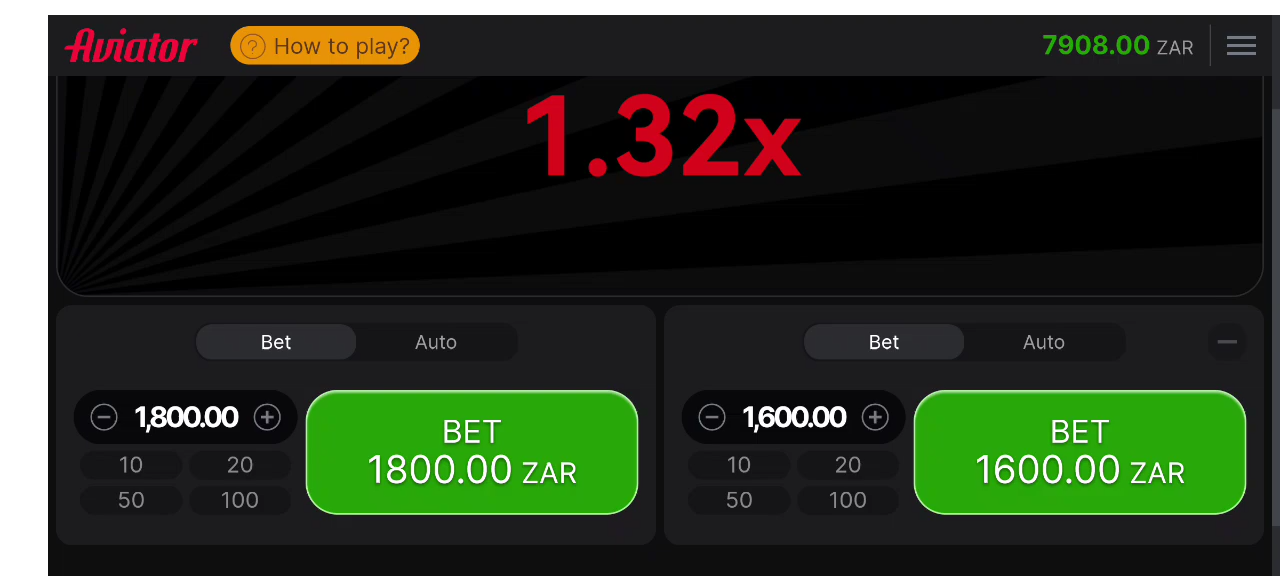 Aviator ? How to play? 7908.00 ZAR
1.32x
Bet Auto
1,800.00
BET
1800.00 ZAR
10 20
50 100
Bet Auto
1,600.00
BET
1600.00 ZAR
10 20
50 100